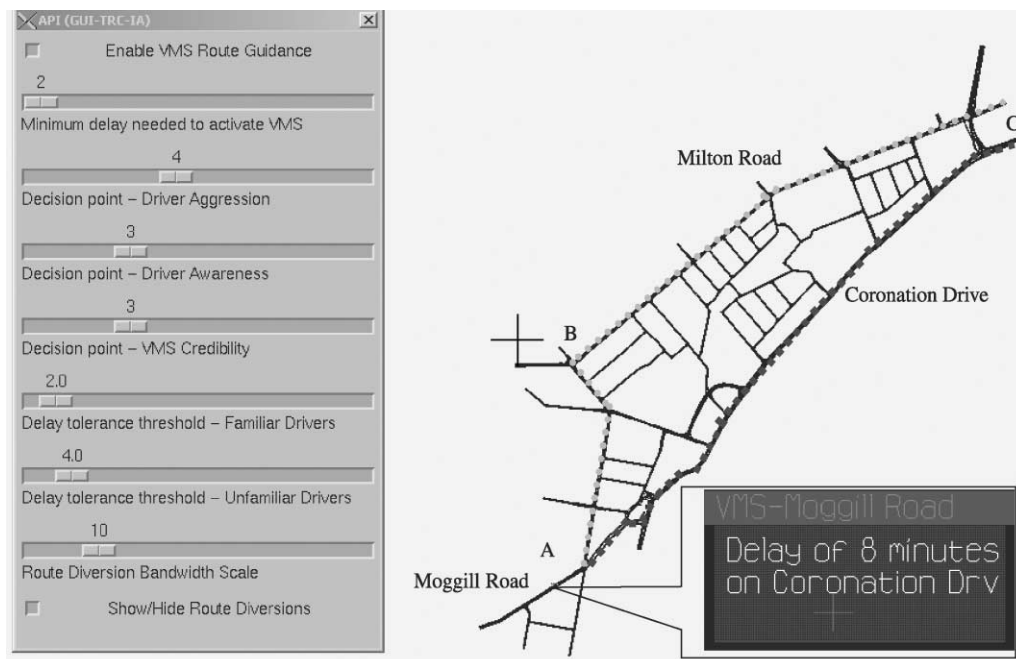 API (GUI-TRC-IA)
Enable VMS Route Guidance
2
Minimum delay needed to activate VMS
4
Decision point – Driver Aggression
3
Decision point – Driver Awareness
3
Decision point – VMS Credibility
2.0
Delay tolerance threshold – Familiar Drivers
4.0
Delay tolerance threshold – Unfamiliar Drivers
10
Route Diversion Bandwidth Scale
Show/Hide Route Diversions
C
Milton Road
Coronation Drive
B
A
Moggill Road
VMS-Moggill Road
Delay of 8 minutes
on Coronation Drv